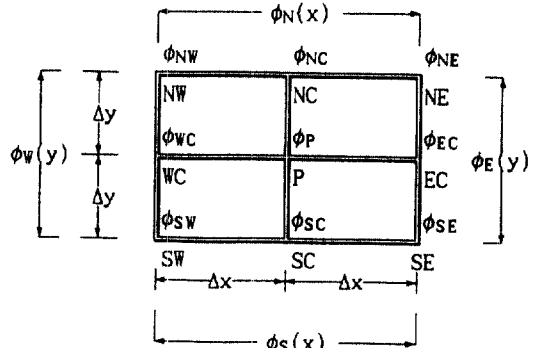 ϕN(x)
ϕNW ϕNC ϕNE
NW NC NE
Δy
ϕWC ϕP ϕEC
ϕW(y) ϕE(y)
WC P EC
Δy
ϕSW ϕSC ϕSE
SW SC SE
Δx Δx
ϕS(x)